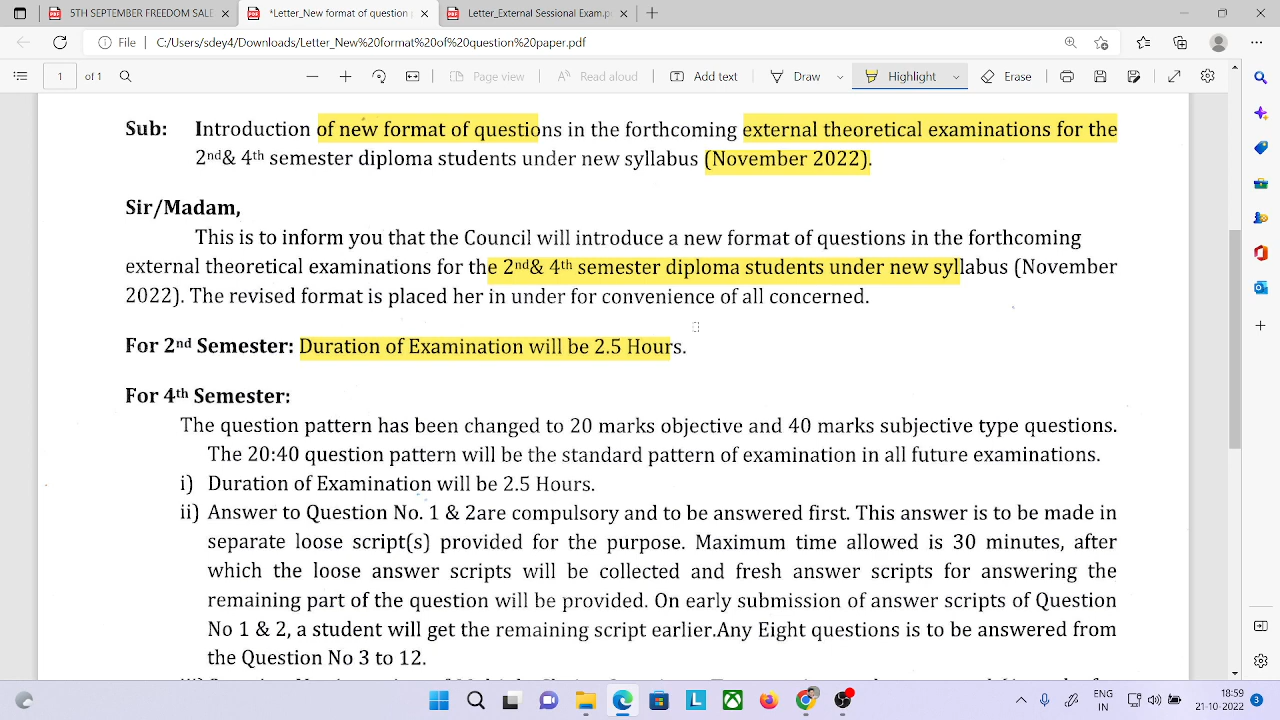 5TH SEPTEMBER FREEDOM SALE
*Letter_New format of question
Letter_External Sessional Exam.p
File C:/Users/sdey4/Downloads/Letter_New%20format%20of%20question%20paper.pdf
1 of 1 Page view Read aloud Add text Draw Highlight Erase
Sub: Introduction of new format of questions in the forthcoming external theoretical examinations for the
2nd& 4th semester diploma students under new syllabus (November 2022).
Sir/Madam,
This is to inform you that the Council will introduce a new format of questions in the forthcoming
external theoretical examinations for the 2nd& 4th semester diploma students under new syllabus (November
2022). The revised format is placed her in under for convenience of all concerned.
For 2nd Semester: Duration of Examination will be 2.5 Hours.
For 4th Semester:
The question pattern has been changed to 20 marks objective and 40 marks subjective type questions.
The 20:40 question pattern will be the standard pattern of examination in all future examinations.
i) Duration of Examination will be 2.5 Hours.
ii) Answer to Question No. 1 & 2are compulsory and to be answered first. This answer is to be made in
separate loose script(s) provided for the purpose. Maximum time allowed is 30 minutes, after
which the loose answer scripts will be collected and fresh answer scripts for answering the
remaining part of the question will be provided. On early submission of answer scripts of Question
No 1 & 2, a student will get the remaining script earlier.Any Eight questions is to be answered from
the Question No 3 to 12.
ENG
IN
18:59
21-10-2022
3